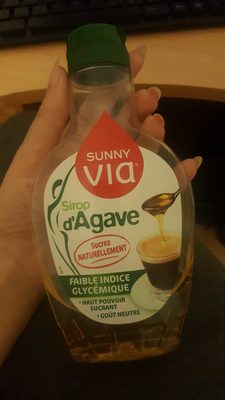 SUNNY
via
Sirop
d'Agave
Sucrez
NATURELLEMENT
FAIBLE INDICE
GLYCÉMIQUE
• HAUT POUVOIR
SUCRANT
• GOÛT NEUTRE